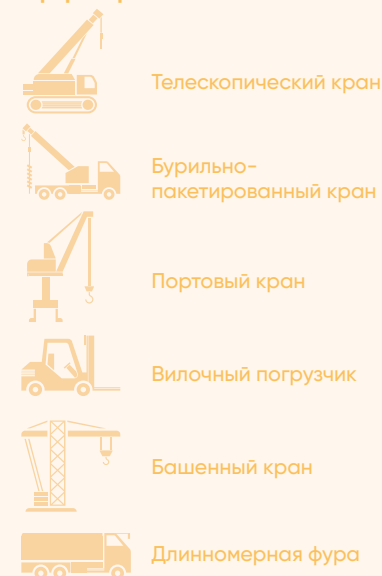 Телескопический кран
Бурильно-
пакетированный кран
Портовый кран
Вилочный погрузчик
Башенный кран
Длинномерная фура